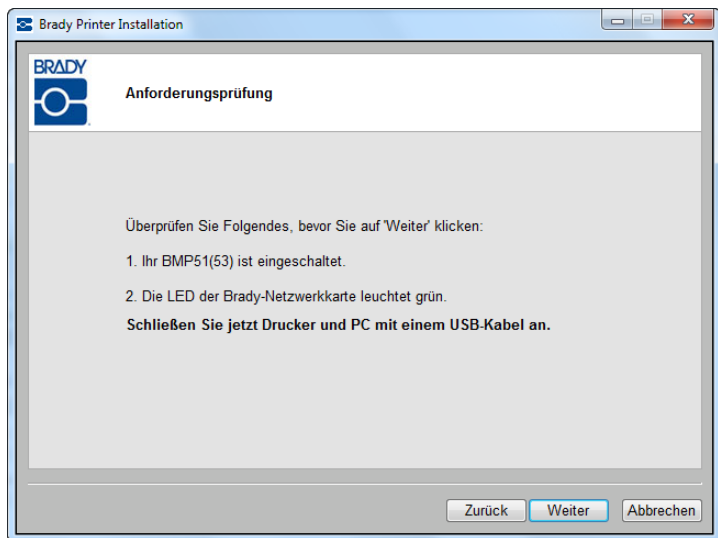 Brady Printer Installation
BRADY
Anforderungsprüfung
Überprüfen Sie Folgendes, bevor Sie auf 'Weiter' klicken:
1. Ihr BMP51(53) ist eingeschaltet.
2. Die LED der Brady-Netzwerkkarte leuchtet grün.
Schließen Sie jetzt Drucker und PC mit einem USB-Kabel an.
Zurück Weiter Abbrechen